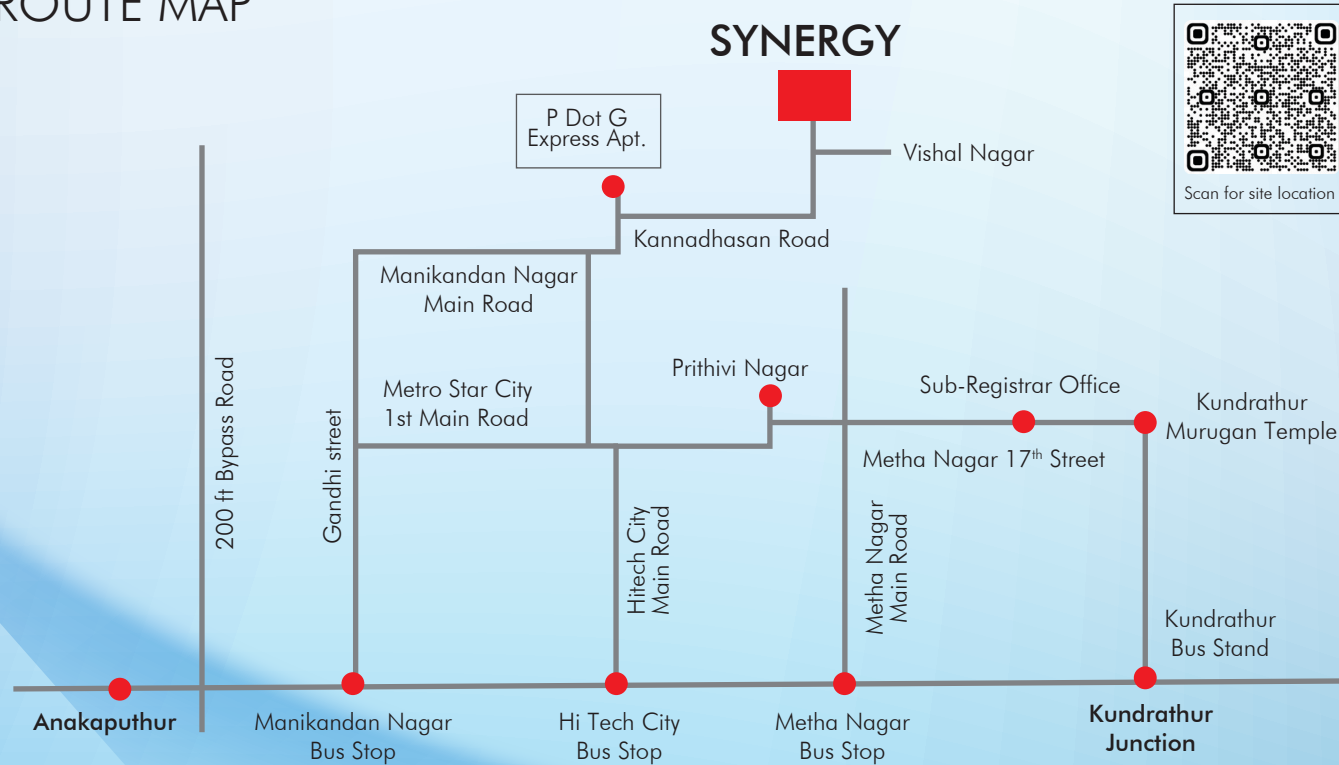 ROUTE MAP
SYNERGY
P Dot G
Express Apt.
Vishal Nagar
Scan for site location
Kannadhasan Road
Manikandan Nagar
Main Road
200 ft Bypass Road
Gandhi street
Metro Star City
1st Main Road
Prithivi Nagar
Sub-Registrar Office
Kundrathur
Murugan Temple
Metha Nagar 17th Street
Hitech City
Main Road
Metha Nagar
Main Road
Kundrathur
Bus Stand
Anakaputhur
Manikandan Nagar
Bus Stop
Hi Tech City
Bus Stop
Metha Nagar
Bus Stop
Kundrathur
Junction